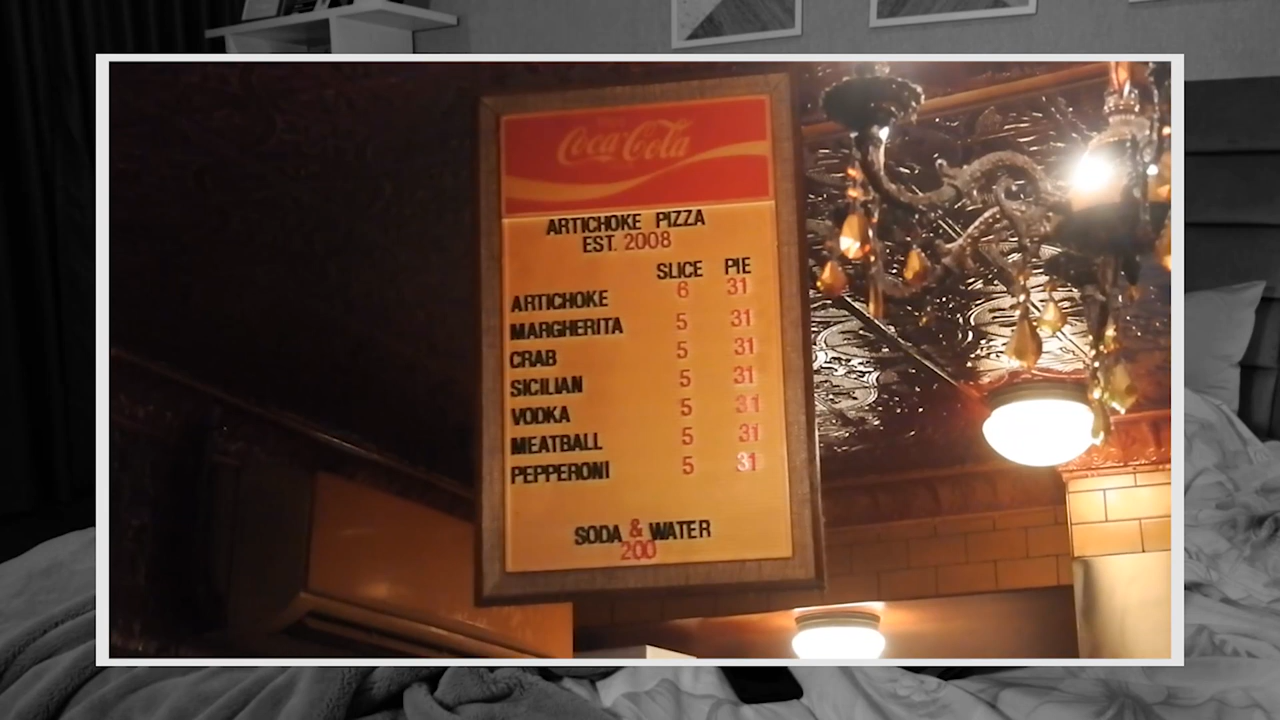 Coca-Cola
ARTICHOKE PIZZA
EST. 2008
SLICE PIE
ARTICHOKE 6 31
MARGHERITA 5 31
CRAB 5 31
SICILIAN 5 31
VODKA 5 31
MEATBALL 5 31
PEPPERONI 5 31
SODA & WATER
200